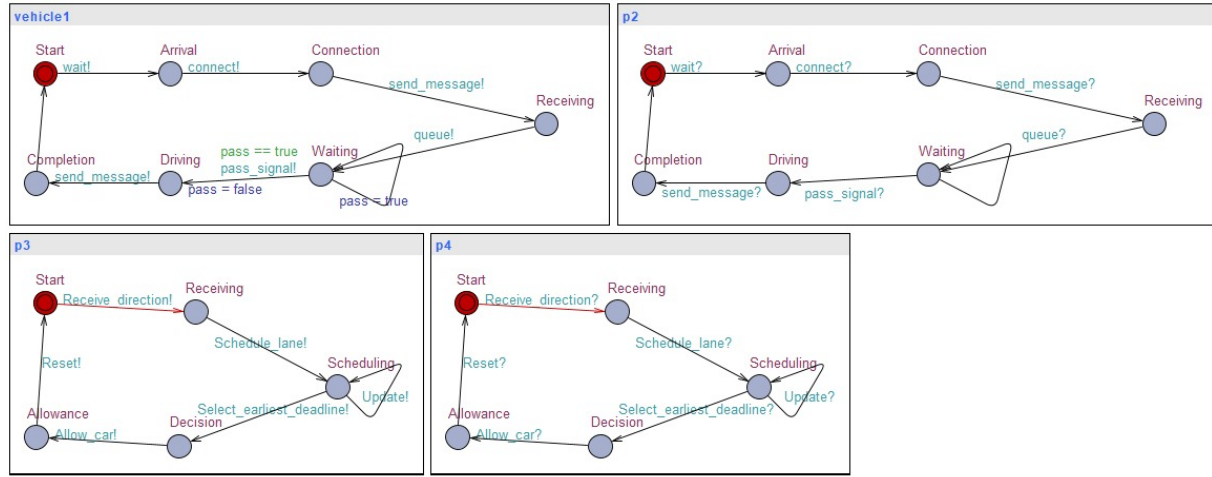 vehicle1
Start
Arrival
Connection
wait!
connect!
send_message!
Receiving
queue!
Completion
Driving
pass == true
Waiting
send_message!
pass_signal!
pass = false
pass = true
p2
Start
Arrival
Connection
wait?
connect?
send_message?
Receiving
queue?
Completion
Driving
Waiting
send_message?
pass_signal?
p3
Start
Receiving
Receive_direction!
Schedule_lane!
Scheduling
Reset!
Update!
Select_earliest_deadline!
Allowance
Decision
Allow_car!
p4
Start
Receiving
Receive_direction?
Schedule_lane?
Scheduling
Reset?
Update?
Select_earliest_deadline?
Allowance
Decision
Allow_car?